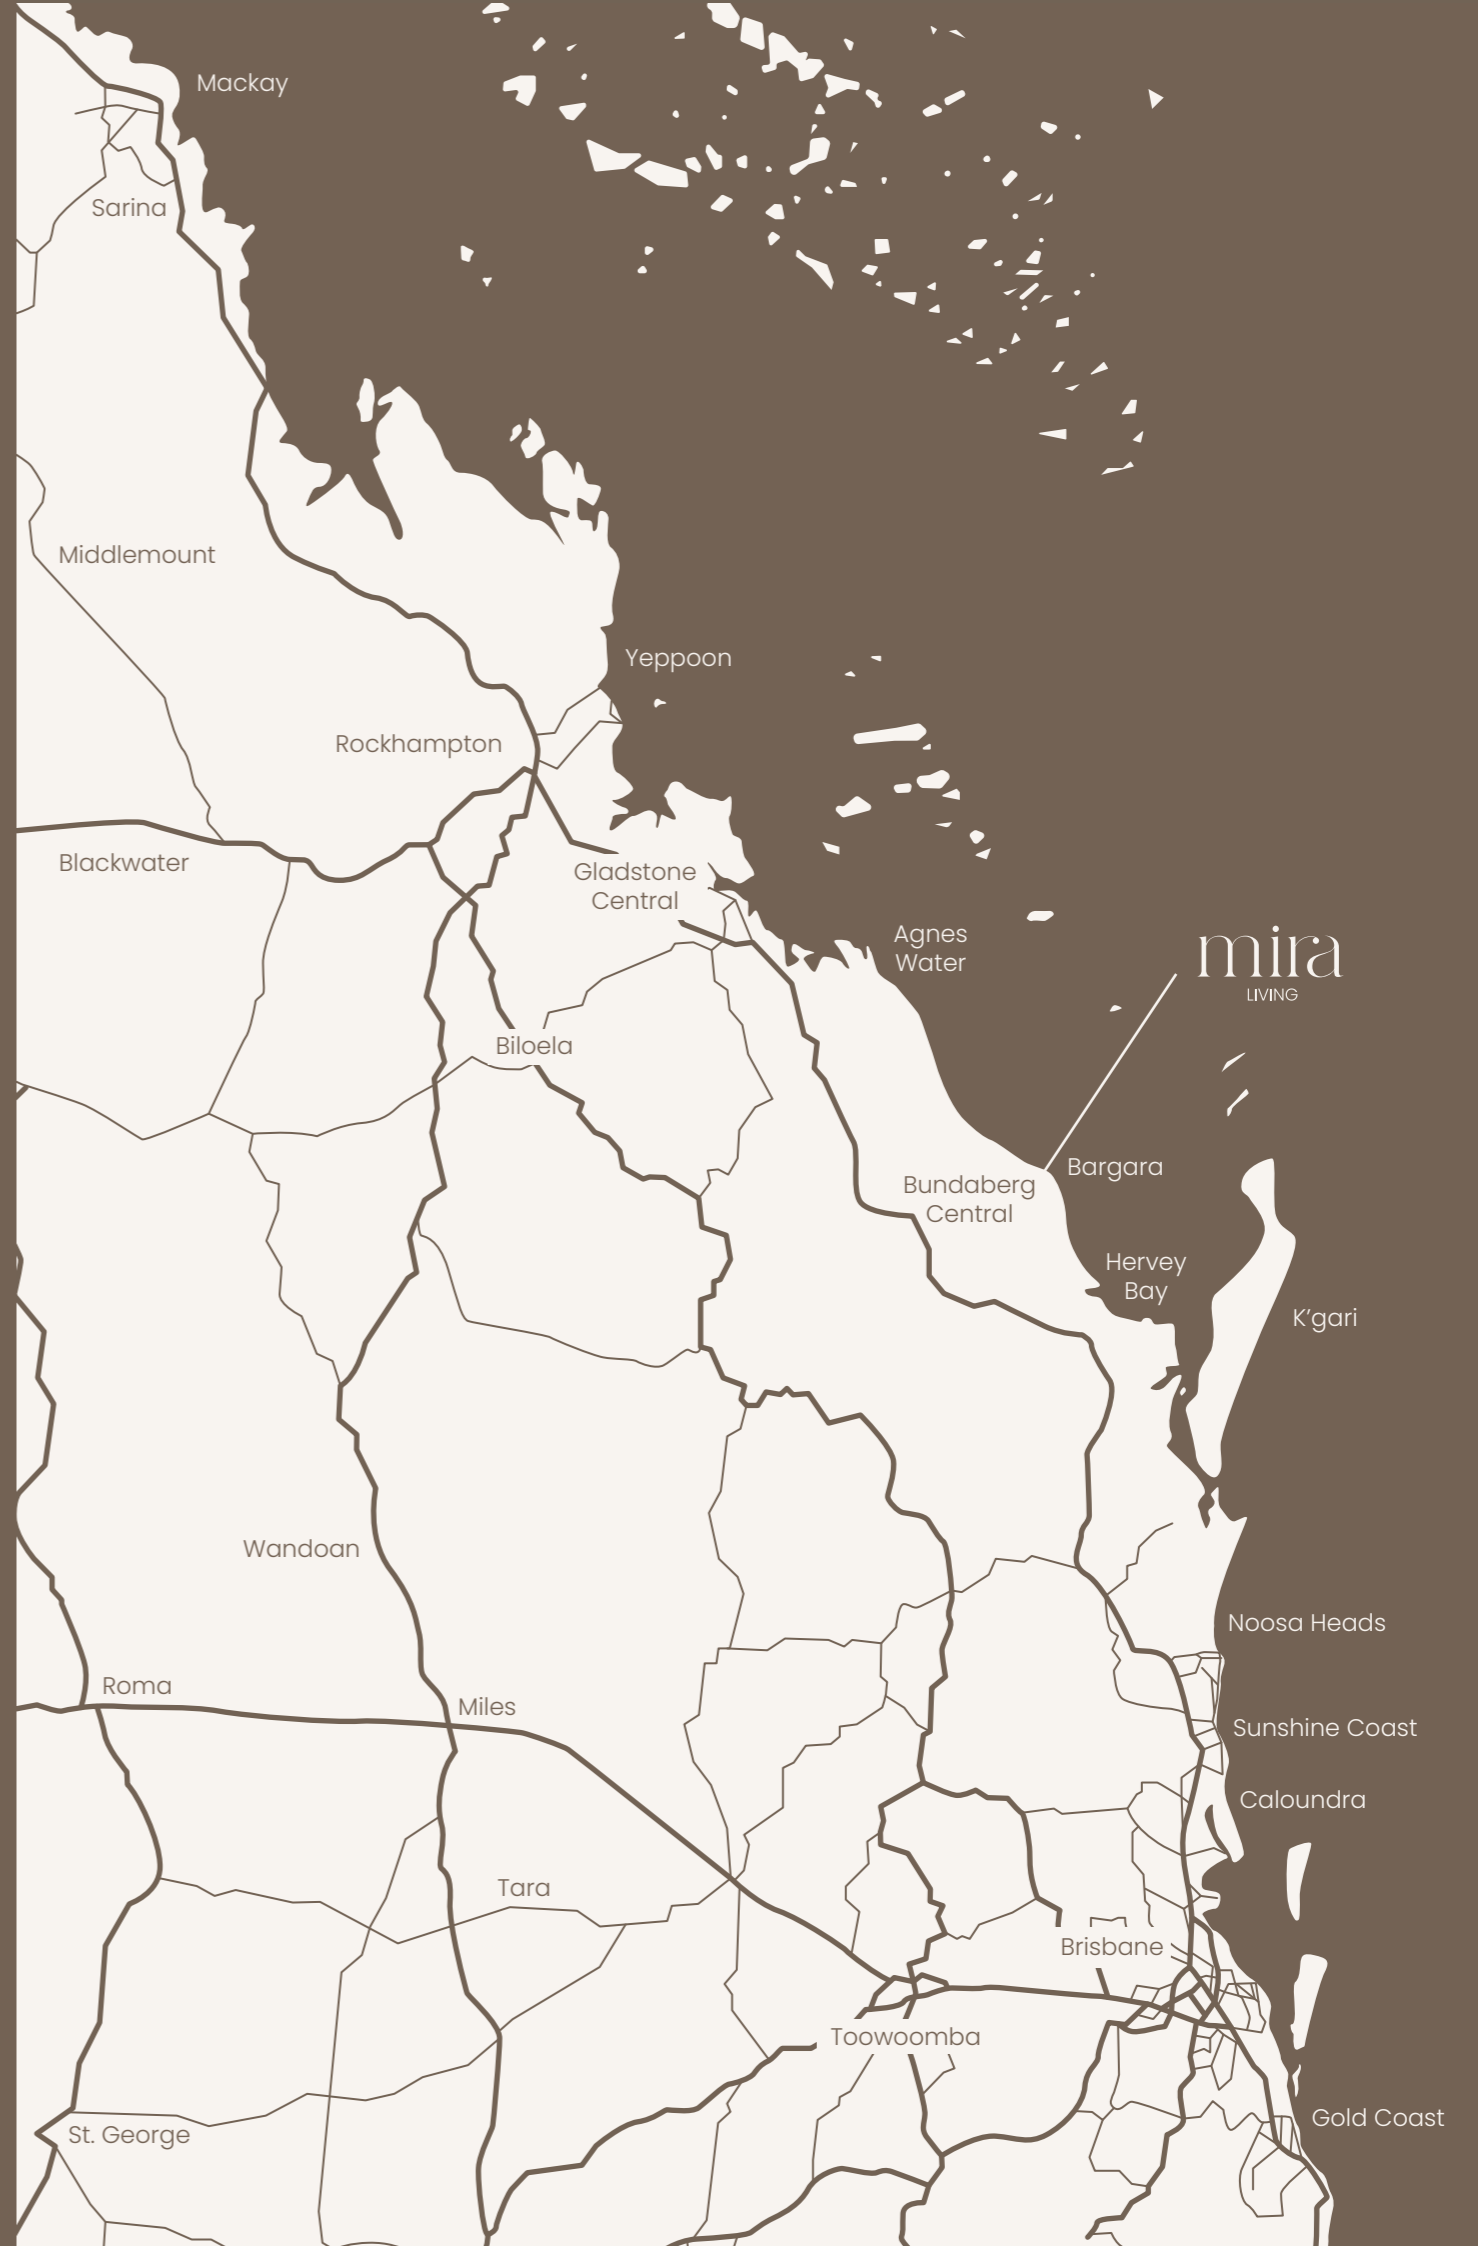 Mackay
Sarina
Middlemount
Yeppoon
Rockhampton
Blackwater
Gladstone
Central
Agnes
Water
mira
LIVING
Biloela
Bargara
Bundaberg
Central
Hervey
Bay
K'gari
Wandoan
Noosa Heads
Roma
Miles
Sunshine Coast
Caloundra
Tara
Brisbane
Toowoomba
Gold Coast
St. George